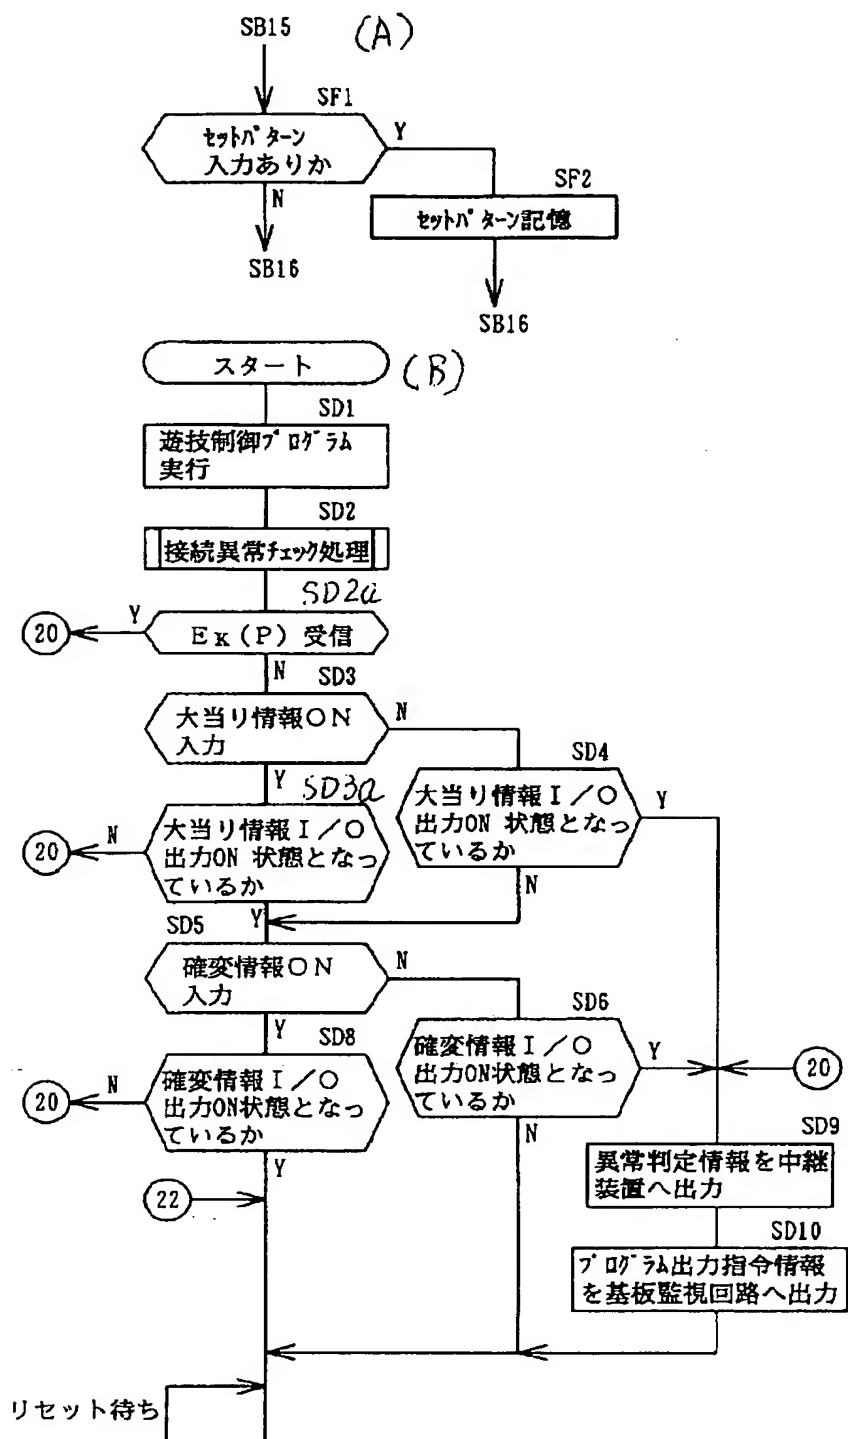 SB15
(A)
SF1
セットパターン
入力ありか
Y
N
SF2
セットパターン記憶
SB16
SB16
スタート
(B)
SD1
遊技制御プログラム
実行
SD2
接続異常チェック処理
SD2a
20
Y
Eк(P) 受信
N
SD3
大当り情報ON
入力
N
Y
SD3a
SD4
大当り情報I/O
出力ON 状態となっ
ているか
Y
N
20
N
大当り情報I/O
出力ON 状態となっ
ているか
Y
SD5
確変情報ON
入力
N
Y
SD6
確変情報I/O
出力ON状態となっ
ているか
Y
N
20
SD8
20
N
確変情報I/O
出力ON状態となっ
ているか
Y
SD9
異常判定情報を中継
装置へ出力
22
SD10
プログラム出力指令情報
を基板監視回路へ出力
リセット待ち